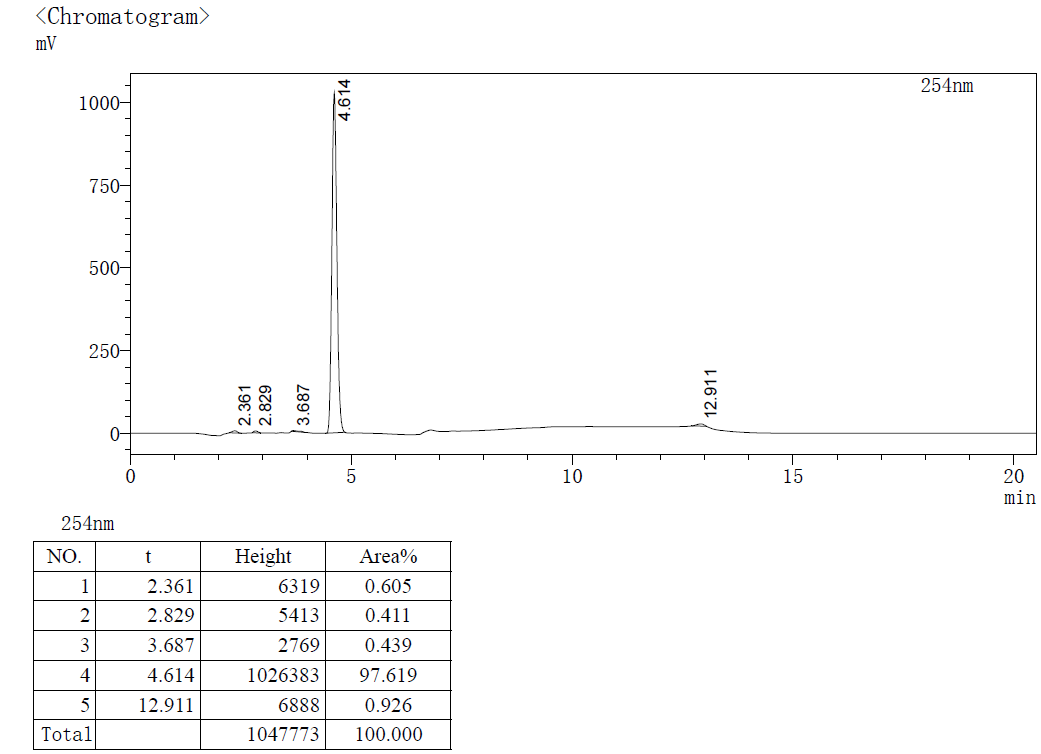 <Chromatogram>
mV
254nm
1000
750
500
250
0
4.614
2.361
2.829
3.687
12.911
0 5 10 15 20
min
254nm
NO. t Height Area%
1 2.361 6319 0.605
2 2.829 5413 0.411
3 3.687 2769 0.439
4 4.614 1026383 97.619
5 12.911 6888 0.926
Total 1047773 100.000